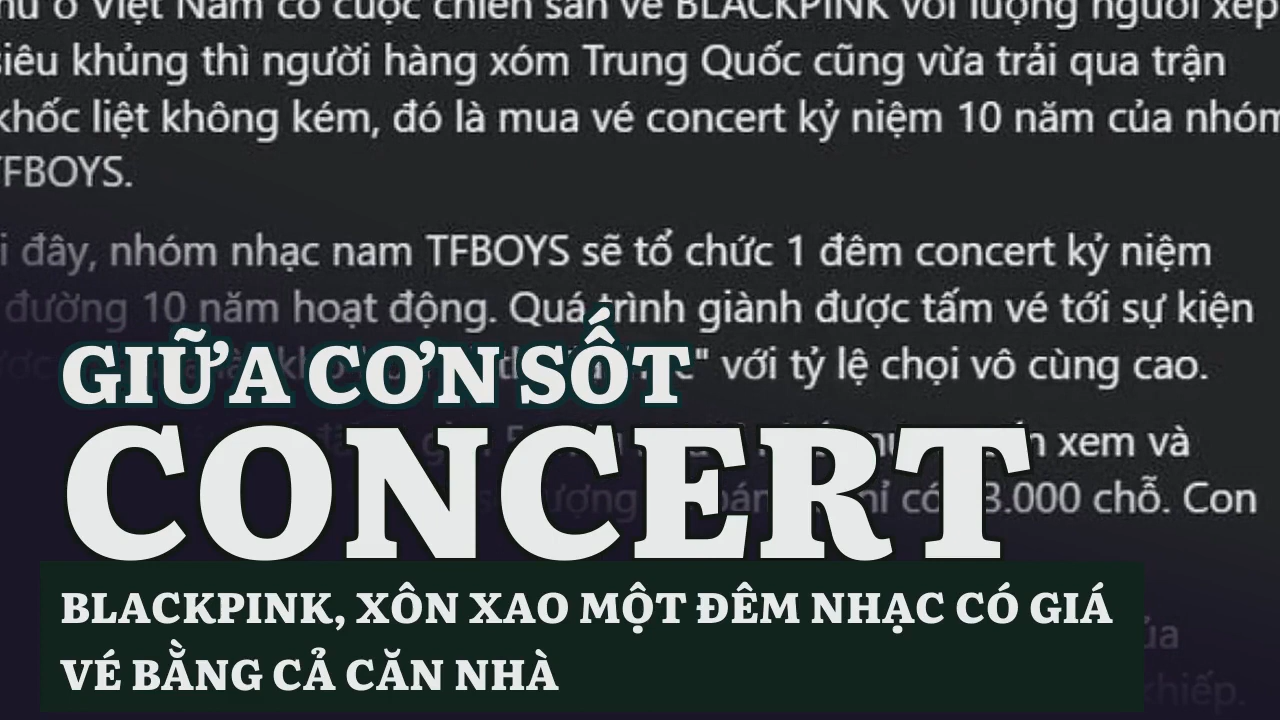 ở Việt Nam có cuộc chiến săn vé BLACKPINK với lượng người xếp
siêu khủng thì người hàng xóm Trung Quốc cũng vừa trải qua trận
khốc liệt không kém, đó là mua vé concert kỷ niệm 10 năm của nhóm
TFBOYS.
đây, nhóm nhạc nam TFBOYS sẽ tổ chức 1 đêm concert kỷ niệm
đường 10 năm hoạt động. Quá trình giành được tấm vé tới sự kiện
" với tỷ lệ chọi vô cùng cao.
GIỮA CƠN SỐT
xem và
CONCERT
3.000 chỗ. Con
BLACKPINK, XÔN XAO MỘT ĐÊM NHẠC CÓ GIÁ
VÉ BẰNG CẢ CĂN NHÀ
khiếp.